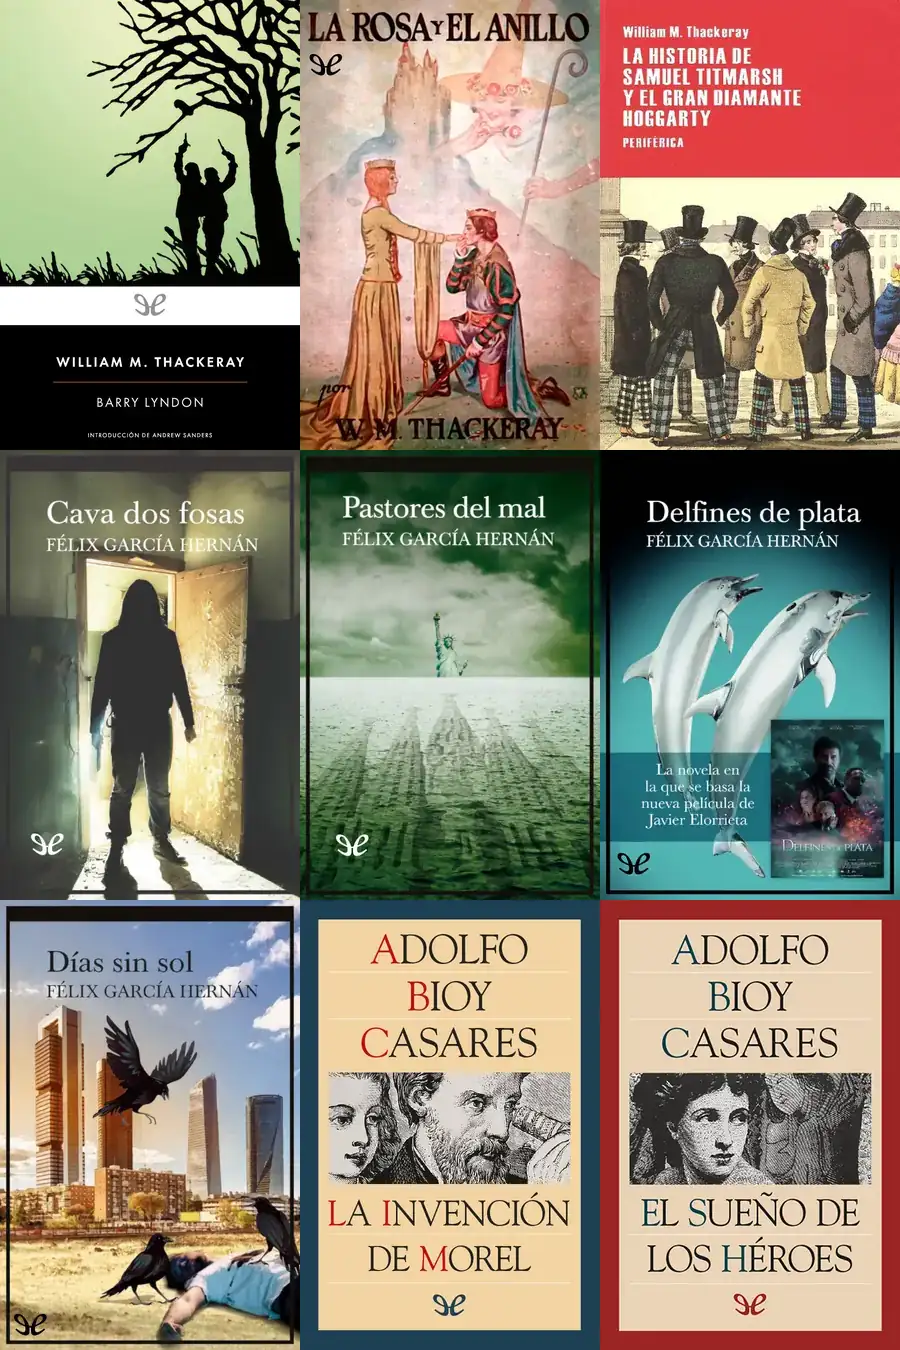 WILLIAM M. THACKERAY
BARRY LYNDON
INTRODUCCIÓN DE ANDREW SANDERS
LA ROSA Y EL ANILLO
por
W. M. THACKERAY
William M. Thackeray
LA HISTORIA DE
SAMUEL TITMARSH
Y EL GRAN DIAMANTE
HOGGARTY
PERIFÉRICA
Cava dos fosas
FÉLIX GARCÍA HERNÁN
Pastores del mal
FÉLIX GARCÍA HERNÁN
Delfines de plata
FÉLIX GARCÍA HERNÁN
La novela en
la que se basa la
nueva película de
Javier Elorrieta
DELFINES DE PLATA
Días sin sol
FÉLIX GARCÍA HERNÁN
ADOLFO
BIOY
CASARES
LA INVENCIÓN
DE MOREL
ADOLFO
BIOY
CASARES
EL SUEÑO DE
LOS HÉROES